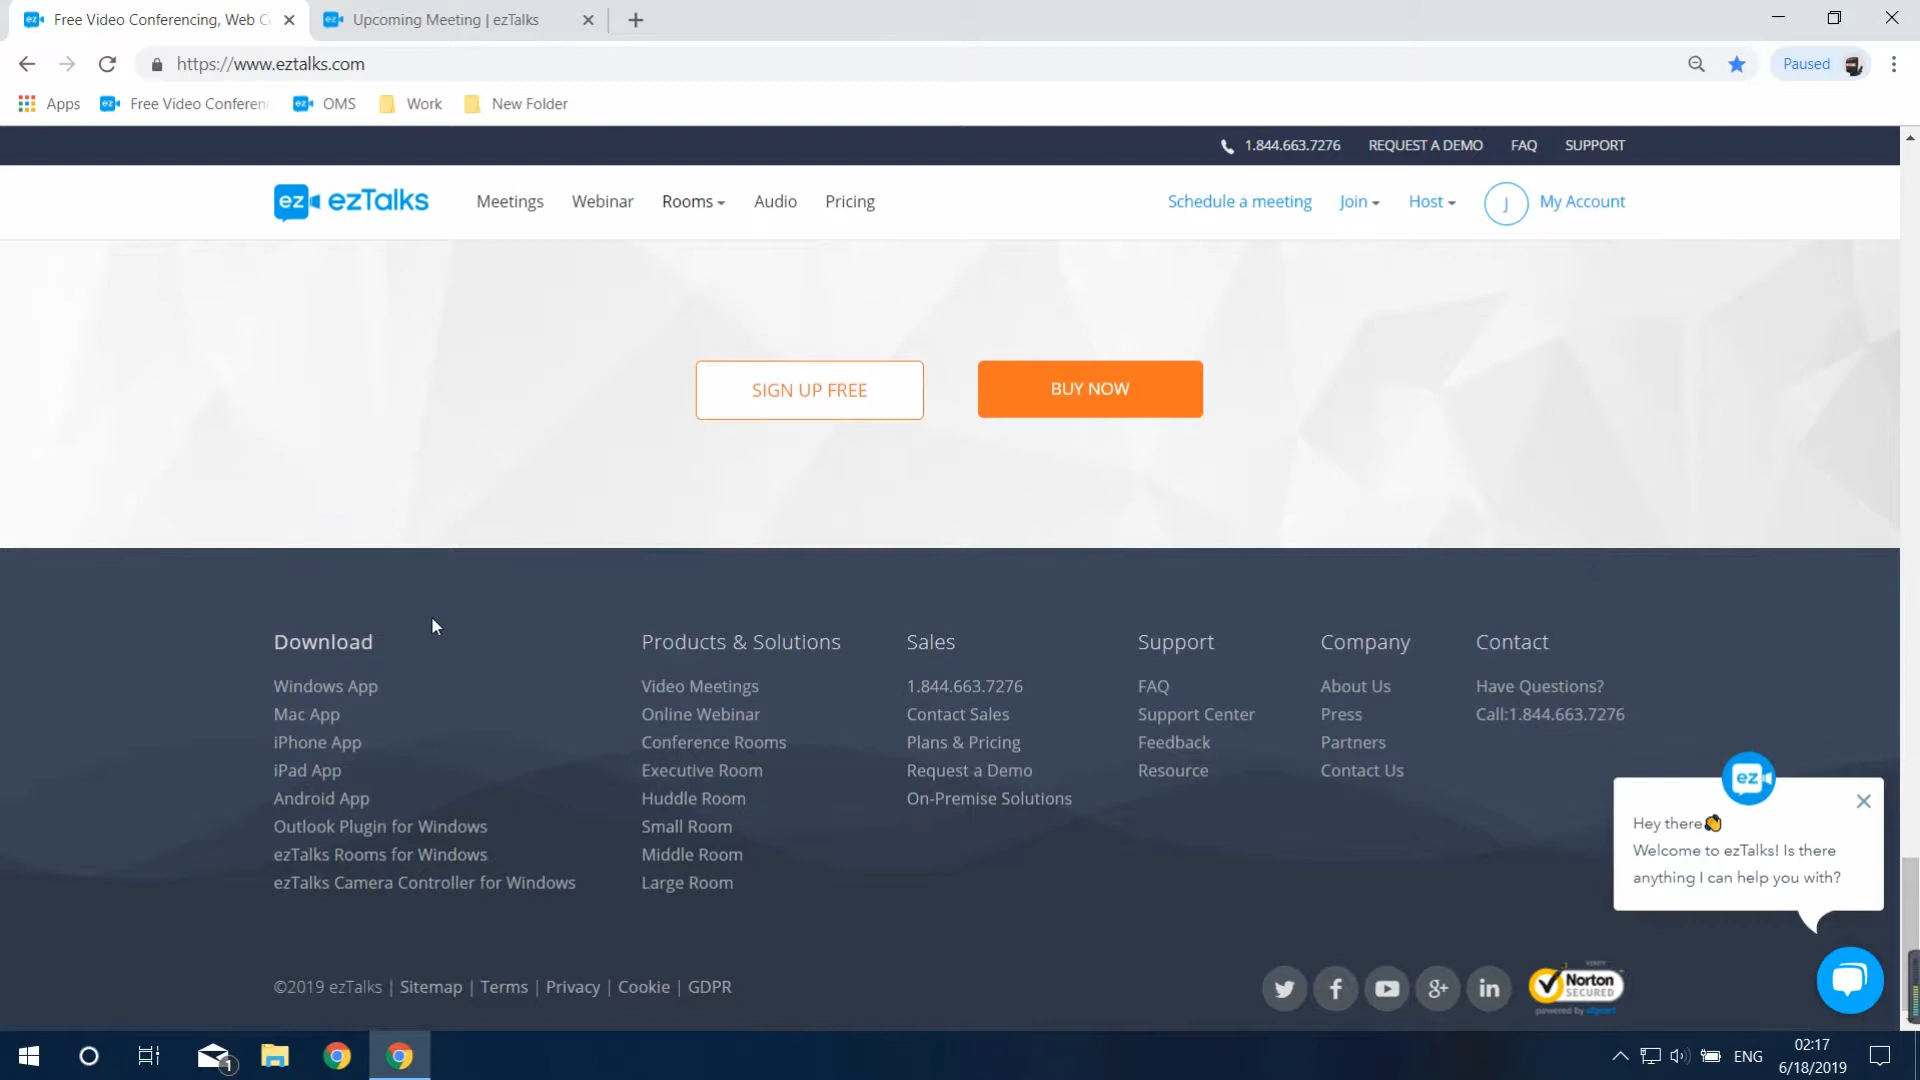 Free Video Conferencing, Web C
Upcoming Meeting | ezTalks
https://www.eztalks.com
Paused
Apps
Free Video Conferen
OMS
Work
New Folder
1.844.663.7276
REQUEST A DEMO
FAQ
SUPPORT
ez ezTalks
Meetings
Webinar
Rooms
Audio
Pricing
Schedule a meeting
Join
Host
J
My Account
SIGN UP FREE
BUY NOW
Download
Windows App
Mac App
iPhone App
iPad App
Android App
Outlook Plugin for Windows
ezTalks Rooms for Windows
ezTalks Camera Controller for Windows
Products & Solutions
Video Meetings
Online Webinar
Conference Rooms
Executive Room
Huddle Room
Small Room
Middle Room
Large Room
Sales
1.844.663.7276
Contact Sales
Plans & Pricing
Request a Demo
On-Premise Solutions
Support
FAQ
Support Center
Feedback
Resource
Company
About Us
Press
Partners
Contact Us
Contact
Have Questions?
Call:1.844.663.7276
ez
Hey there
Welcome to ezTalks! Is there
anything I can help you with?
©2019 ezTalks | Sitemap | Terms | Privacy | Cookie | GDPR
Norton
SECURED
powered by
1
ENG
02:17
6/18/2019